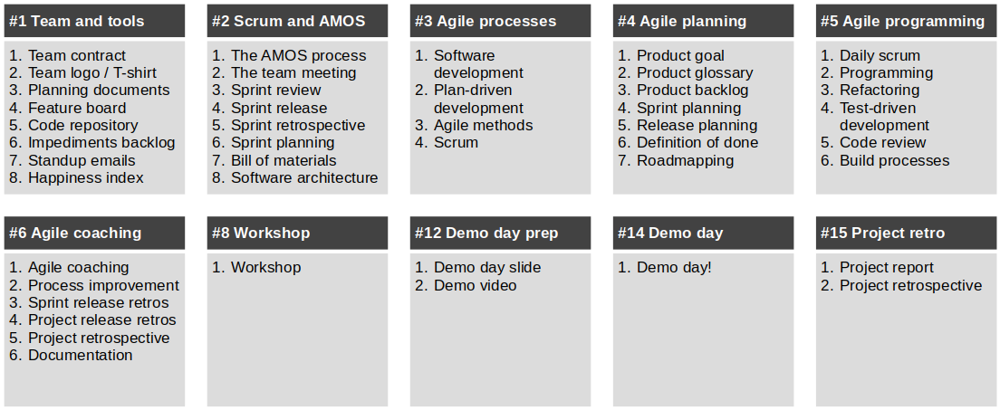 #1 Team and tools
1. Team contract
2. Team logo / T-shirt
3. Planning documents
4. Feature board
5. Code repository
6. Impediments backlog
7. Standup emails
8. Happiness index
#2 Scrum and AMOS
1. The AMOS process
2. The team meeting
3. Sprint review
4. Sprint release
5. Sprint retrospective
6. Sprint planning
7. Bill of materials
8. Software architecture
#3 Agile processes
1. Software
development
2. Plan-driven
development
3. Agile methods
4. Scrum
#4 Agile planning
1. Product goal
2. Product glossary
3. Product backlog
4. Sprint planning
5. Release planning
6. Definition of done
7. Roadmapping
#5 Agile programming
1. Daily scrum
2. Programming
3. Refactoring
4. Test-driven
development
5. Code review
6. Build processes
#6 Agile coaching
1. Agile coaching
2. Process improvement
3. Sprint release retros
4. Project release retros
5. Project retrospective
6. Documentation
#8 Workshop
1. Workshop
#12 Demo day prep
1. Demo day slide
2. Demo video
#14 Demo day
1. Demo day!
#15 Project retro
1. Project report
2. Project retrospective